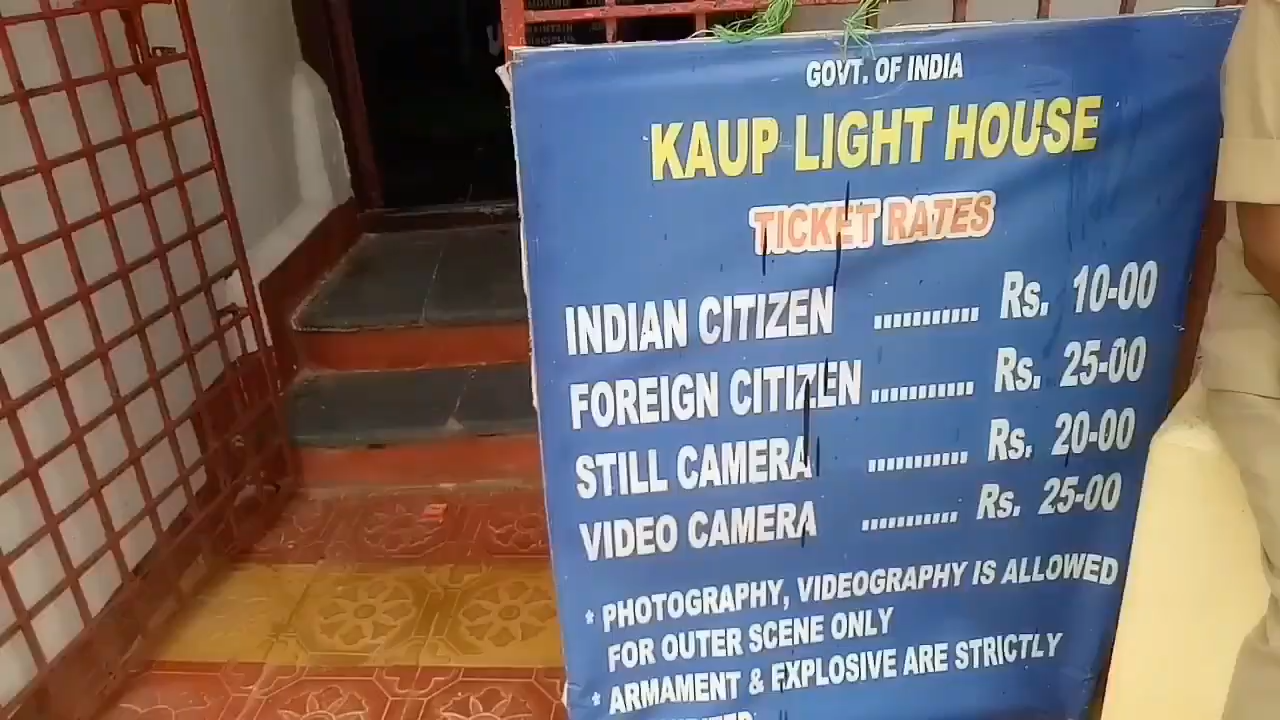 MAINTAIN
GOVT. OF INDIA
KAUP LIGHT HOUSE
TICKET RATES
INDIAN CITIZEN ........... Rs. 10-00
FOREIGN CITIZEN ........... Rs. 25-00
STILL CAMERA ........... Rs. 20-00
VIDEO CAMERA ........... Rs. 25-00
* PHOTOGRAPHY, VIDEOGRAPHY IS ALLOWED
FOR OUTER SCENE ONLY
* ARMAMENT & EXPLOSIVE ARE STRICTLY